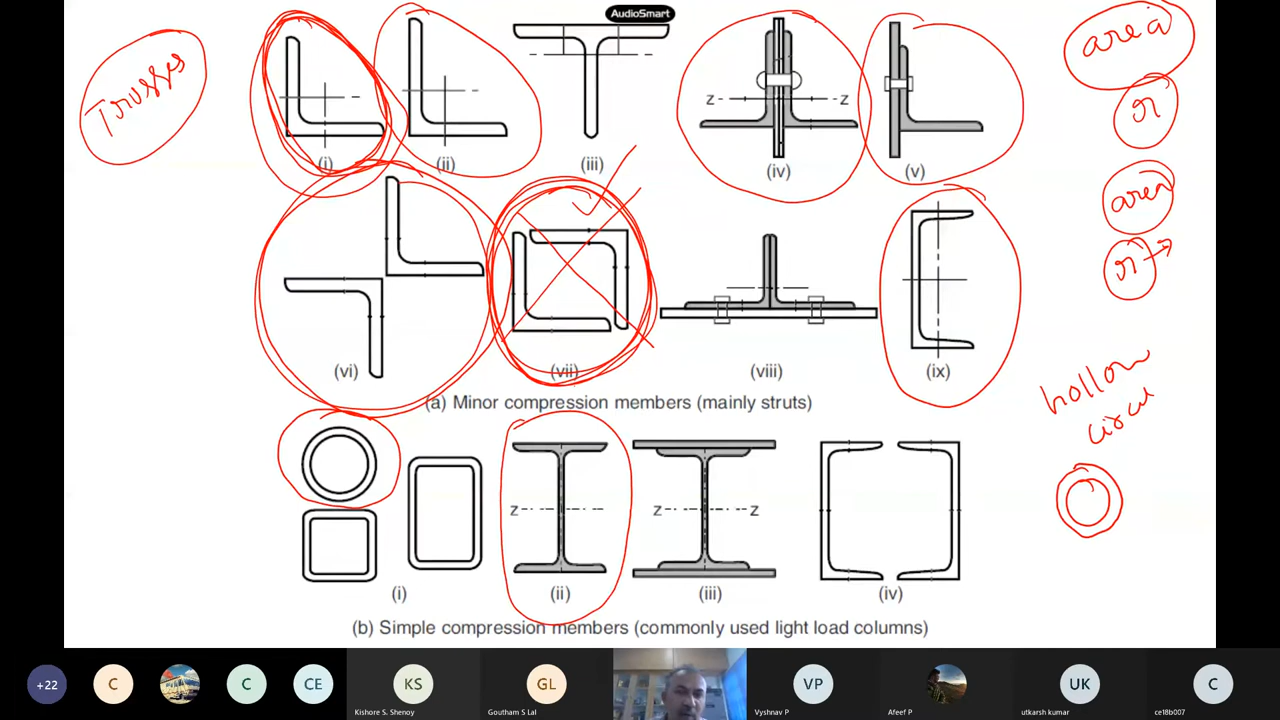 AudioSmart
Trusses
area
r
z z
(i) (ii) (iii) (iv) (v)
area
r
(vi) (vii) (viii) (ix)
(a) Minor compression members (mainly struts)
hollow
z z z
(i) (ii) (iii) (iv)
(b) Simple compression members (commonly used light load columns)
+22 C C CE KS GL VP UK C
Kishore S. Shenoy Goutham S Lal Vyshnav P Afeef P utkarsh kumar ce18b007